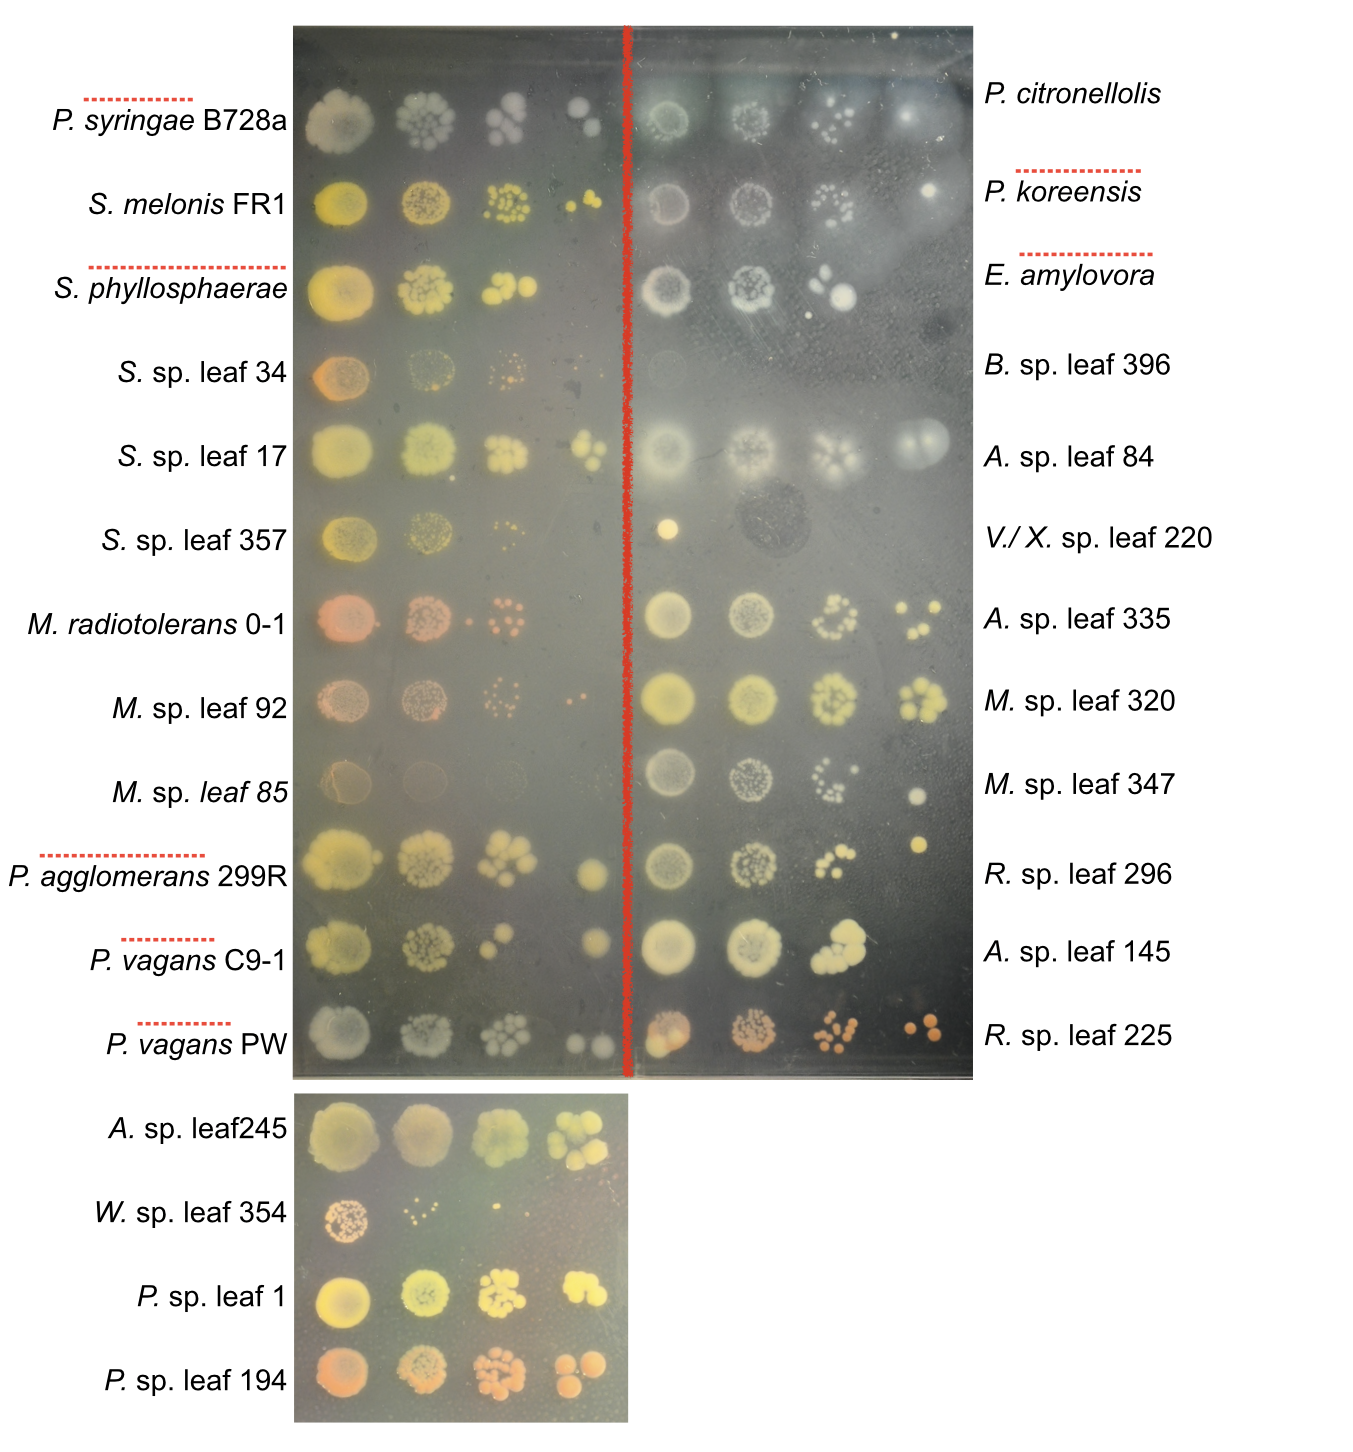 P. syringae B728a
S. melonis FR1
S. phyllosphaerae
S. sp. leaf 34
S. sp. leaf 17
S. sp. leaf 357
M. radiotolerans 0-1
M. sp. leaf 92
M. sp. leaf 85
P. agglomerans 299R
P. vagans C9-1
P. vagans PW
A. sp. leaf245
W. sp. leaf 354
P. sp. leaf 1
P. sp. leaf 194
P. citronellolis
P. koreensis
E. amylovora
B. sp. leaf 396
A. sp. leaf 84
V./ X. sp. leaf 220
A. sp. leaf 335
M. sp. leaf 320
M. sp. leaf 347
R. sp. leaf 296
A. sp. leaf 145
R. sp. leaf 225